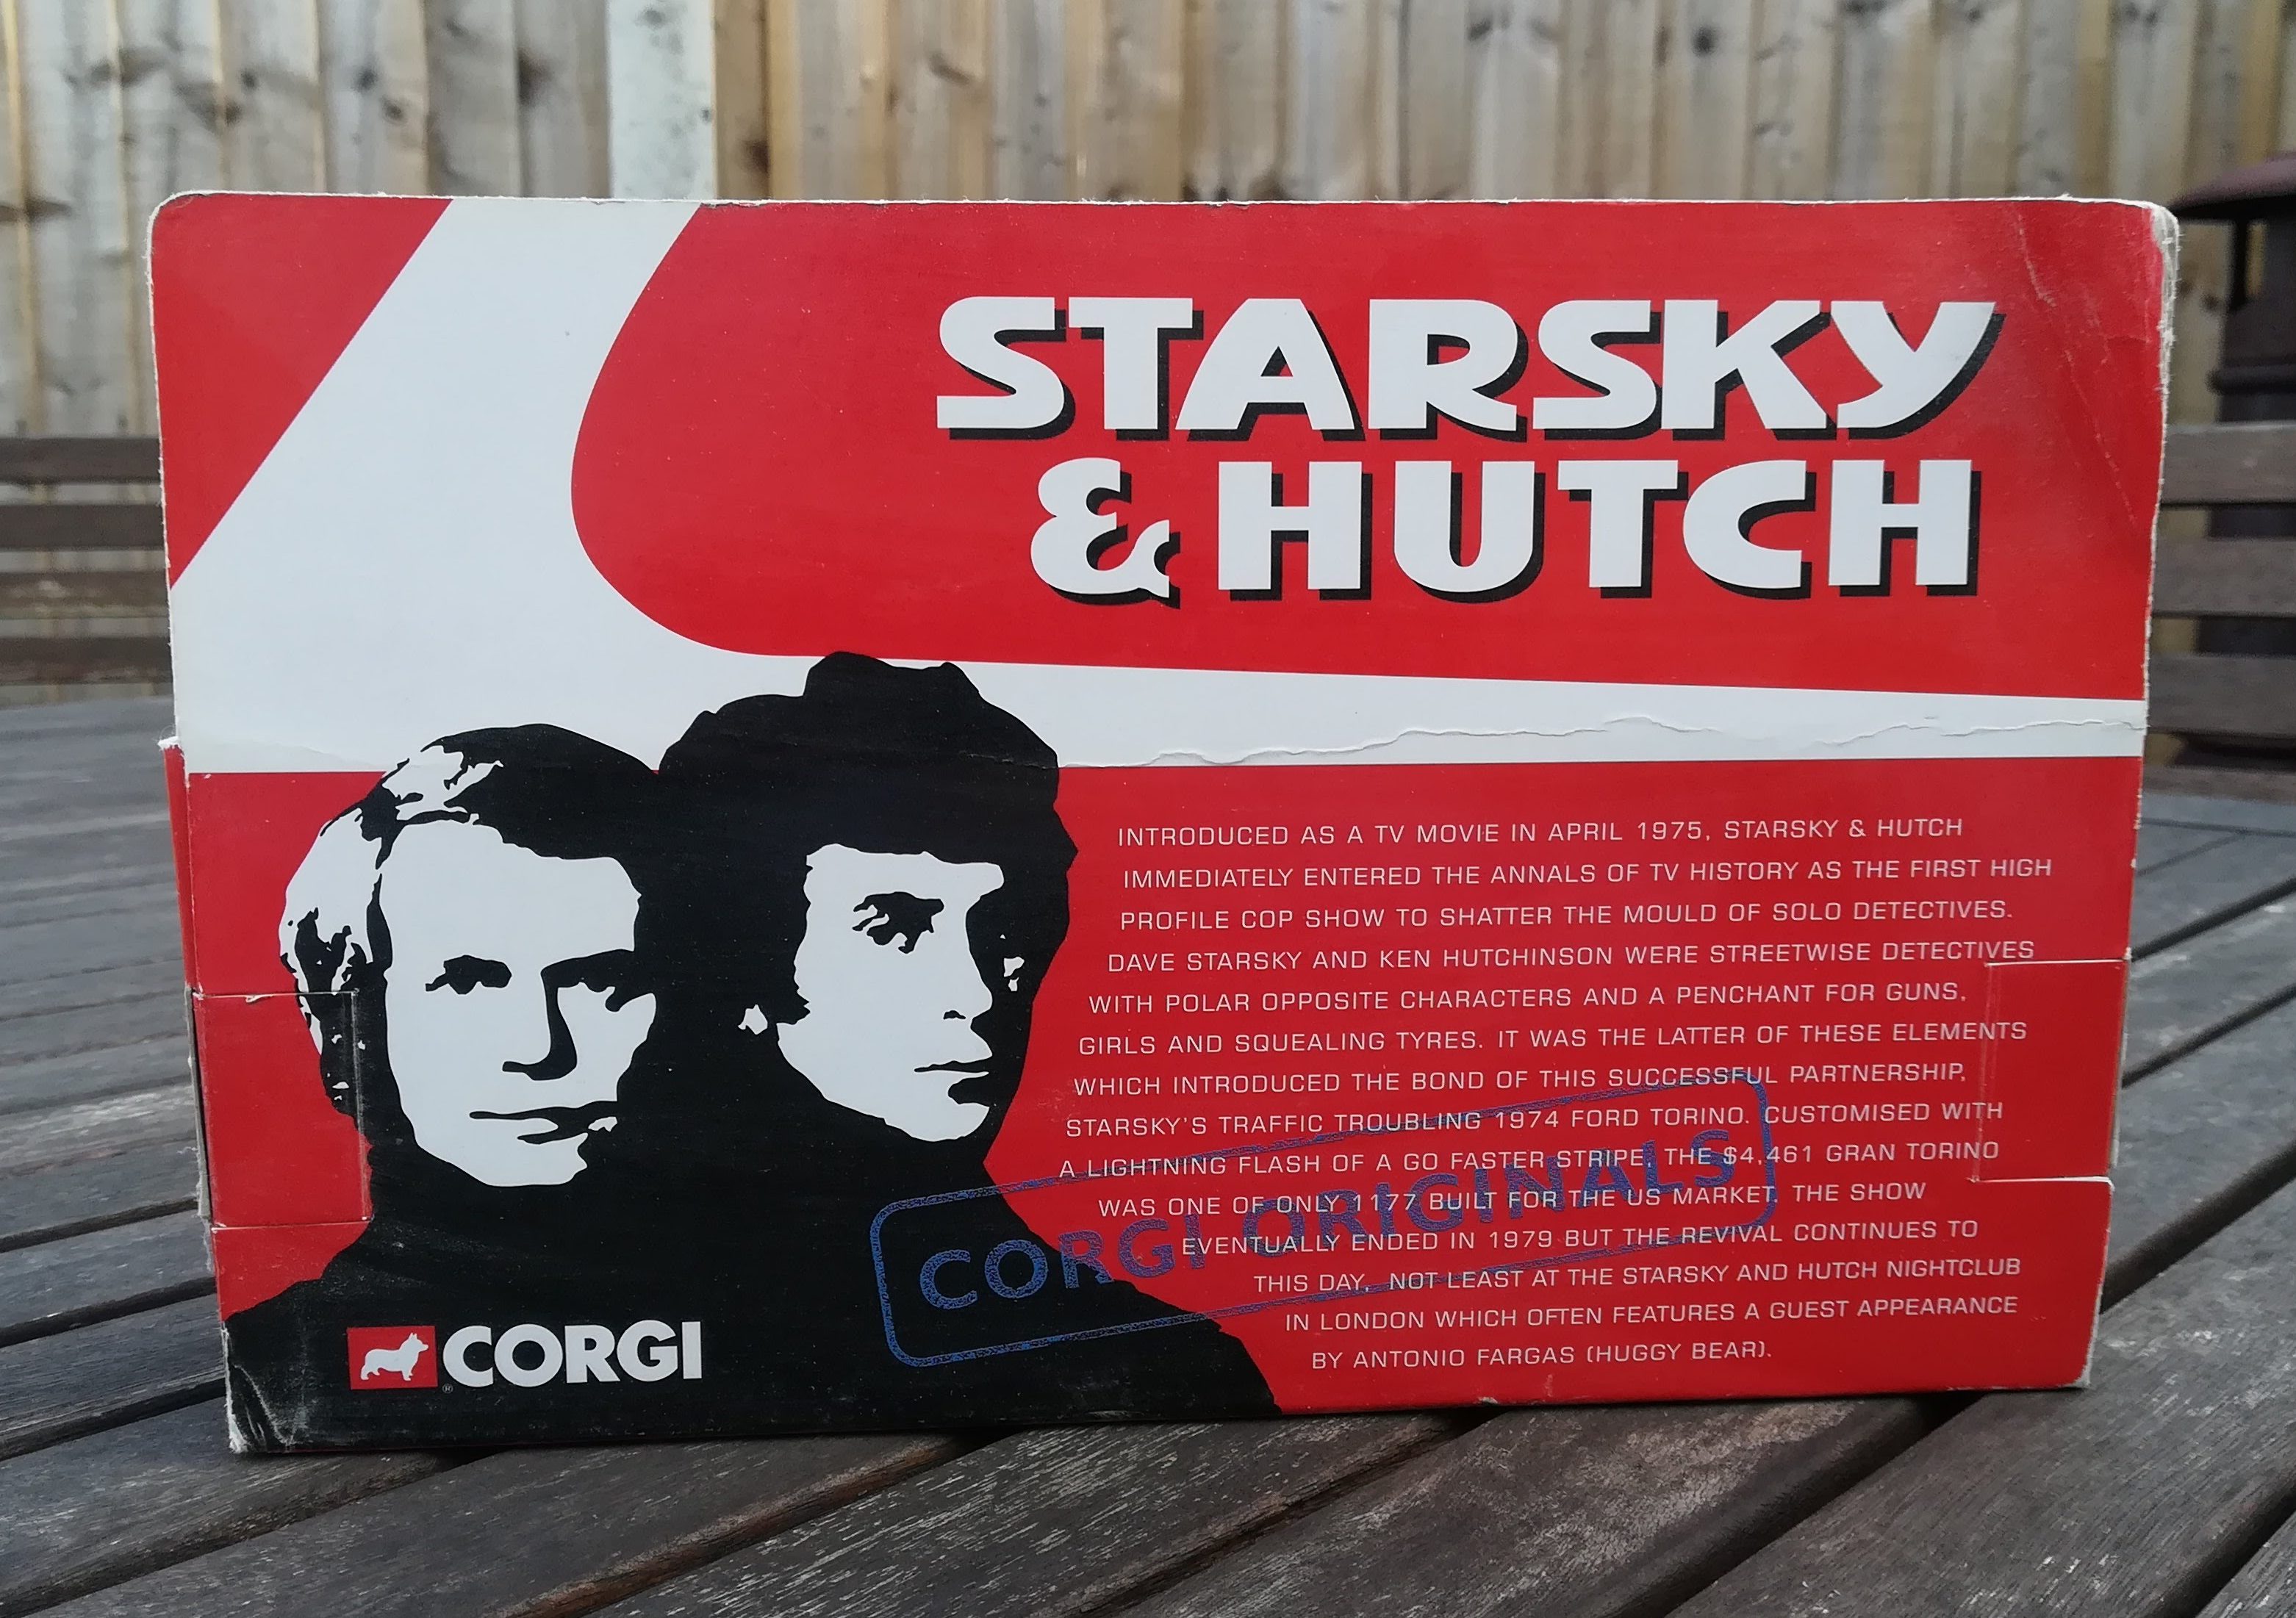 STARSKY
& HUTCH
INTRODUCED AS A TV MOVIE IN APRIL 1975, STARSKY & HUTCH
IMMEDIATELY ENTERED THE ANNALS OF TV HISTORY AS THE FIRST HIGH
PROFILE COP SHOW TO SHATTER THE MOULD OF SOLO DETECTIVES.
DAVE STARSKY AND KEN HUTCHINSON WERE STREETWISE DETECTIVES
WITH POLAR OPPOSITE CHARACTERS AND A PENCHANT FOR GUNS,
GIRLS AND SQUEALING TYRES. IT WAS THE LATTER OF THESE ELEMENTS
WHICH INTRODUCED THE BOND OF THIS SUCCESSFUL PARTNERSHIP,
STARSKY'S TRAFFIC TROUBLING 1974 FORD TORINO. CUSTOMISED WITH
A LIGHTNING FLASH OF A GO FASTER STRIPE, THE $4,461 GRAN TORINO
WAS ONE OF ONLY 1177 BUILT FOR THE US MARKET. THE SHOW
EVENTUALLY ENDED IN 1979 BUT THE REVIVAL CONTINUES TO
THIS DAY, NOT LEAST AT THE STARSKY AND HUTCH NIGHTCLUB
IN LONDON WHICH OFTEN FEATURES A GUEST APPEARANCE
BY ANTONIO FARGAS (HUGGY BEAR).
CORGI ORIGINALS
® CORGI